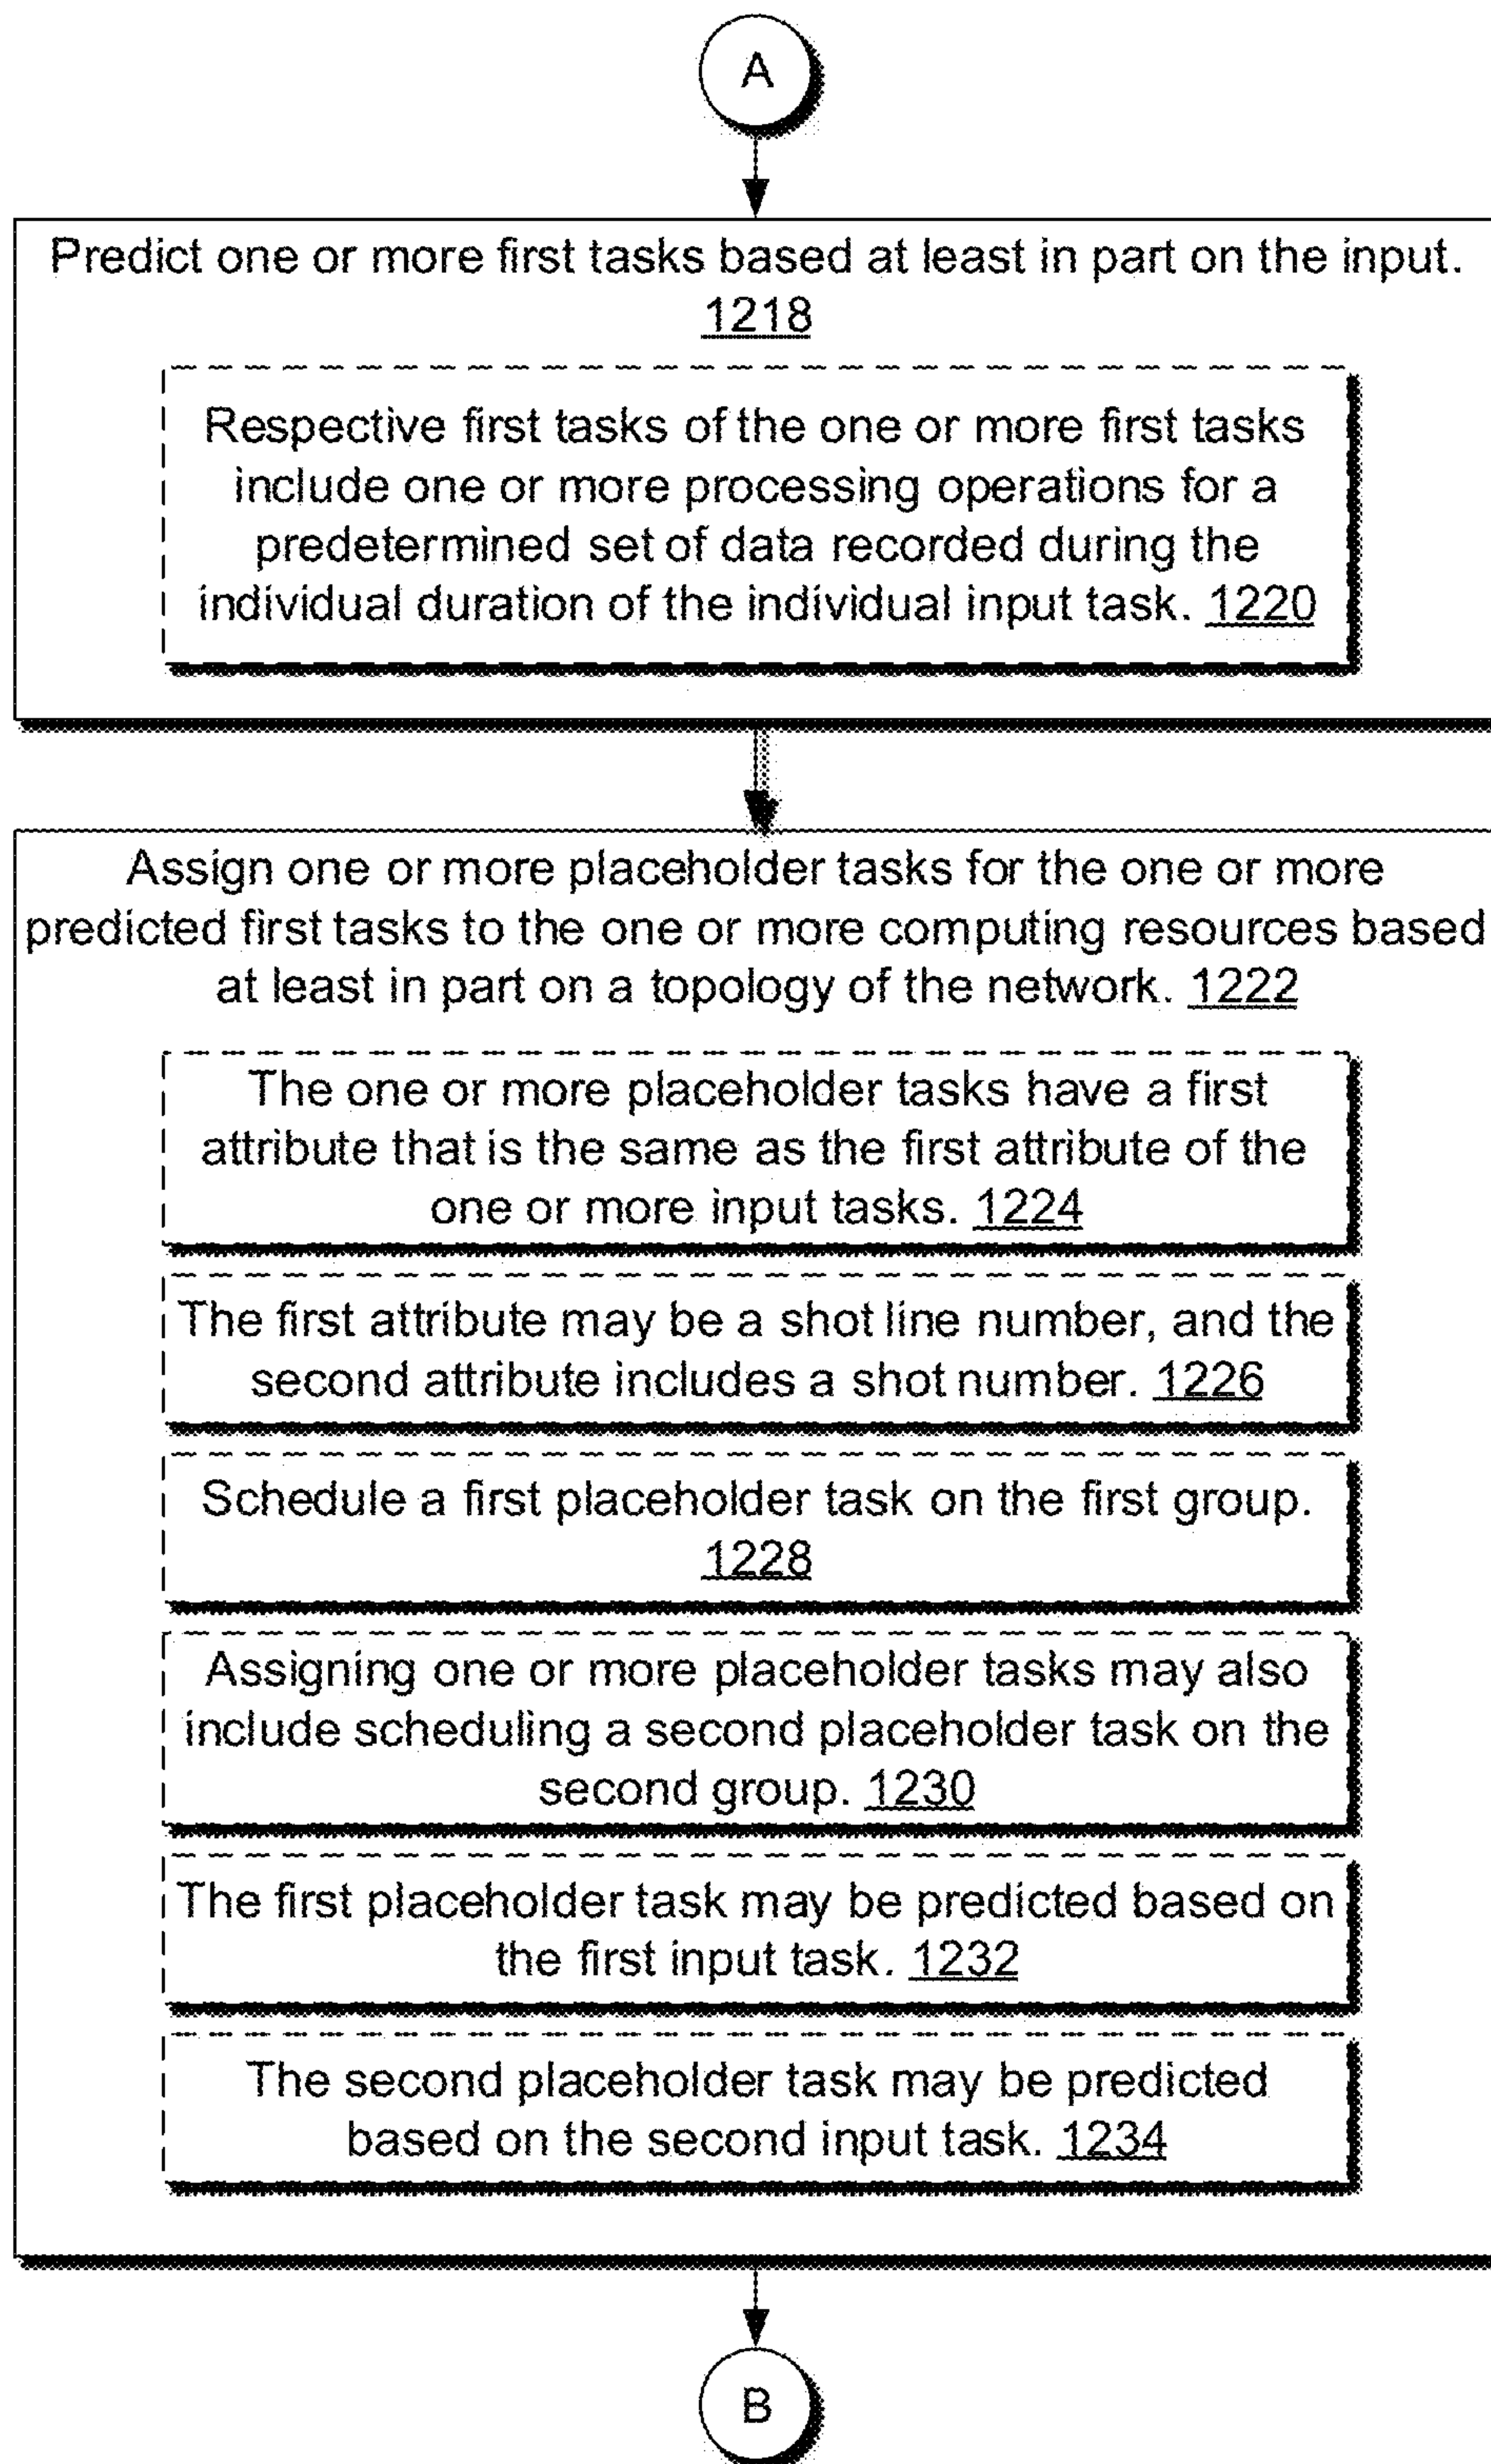 A
Predict one or more first tasks based at least in part on the input.
1218
Respective first tasks of the one or more first tasks
include one or more processing operations for a
predetermined set of data recorded during the
individual duration of the individual input task. 1220
Assign one or more placeholder tasks for the one or more
predicted first tasks to the one or more computing resources based
at least in part on a topology of the network. 1222
The one or more placeholder tasks have a first
attribute that is the same as the first attribute of the
one or more input tasks. 1224
The first attribute may be a shot line number, and the
second attribute includes a shot number. 1226
Schedule a first placeholder task on the first group.
1228
Assigning one or more placeholder tasks may also
include scheduling a second placeholder task on the
second group. 1230
The first placeholder task may be predicted based on
the first input task. 1232
The second placeholder task may be predicted
based on the second input task. 1234
B